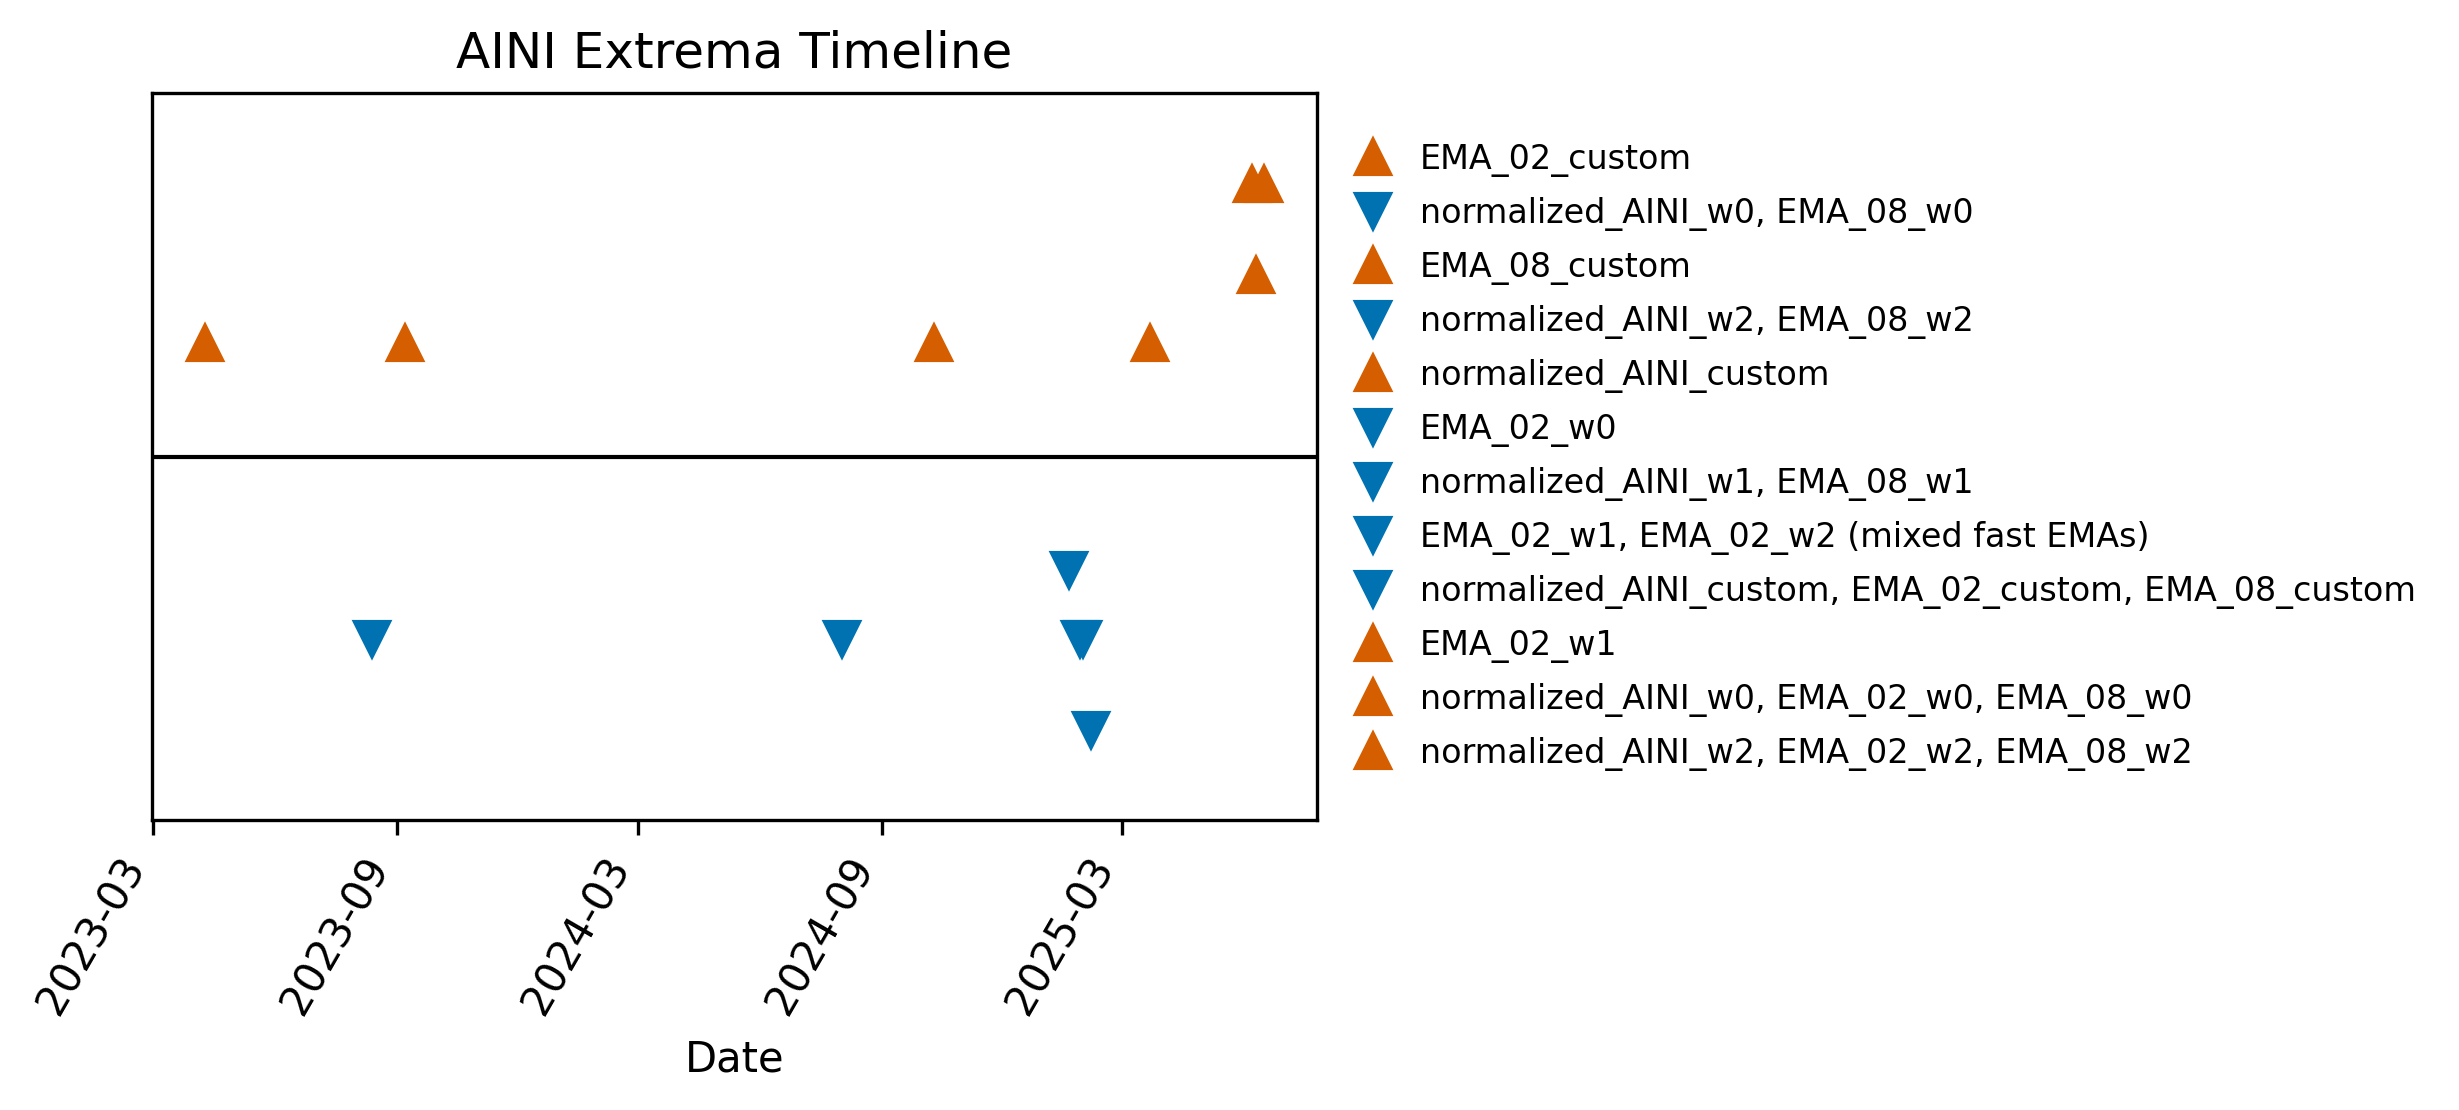 AINI Extrema Timeline
EMA_02_custom
normalized_AINI_w0, EMA_08_w0
EMA_08_custom
normalized_AINI_w2, EMA_08_w2
normalized_AINI_custom
EMA_02_w0
normalized_AINI_w1, EMA_08_w1
EMA_02_w1, EMA_02_w2 (mixed fast EMAs)
normalized_AINI_custom, EMA_02_custom, EMA_08_custom
EMA_02_w1
normalized_AINI_w0, EMA_02_w0, EMA_08_w0
normalized_AINI_w2, EMA_02_w2, EMA_08_w2
2023-03
2023-09
2024-03
2024-09
2025-03
Date